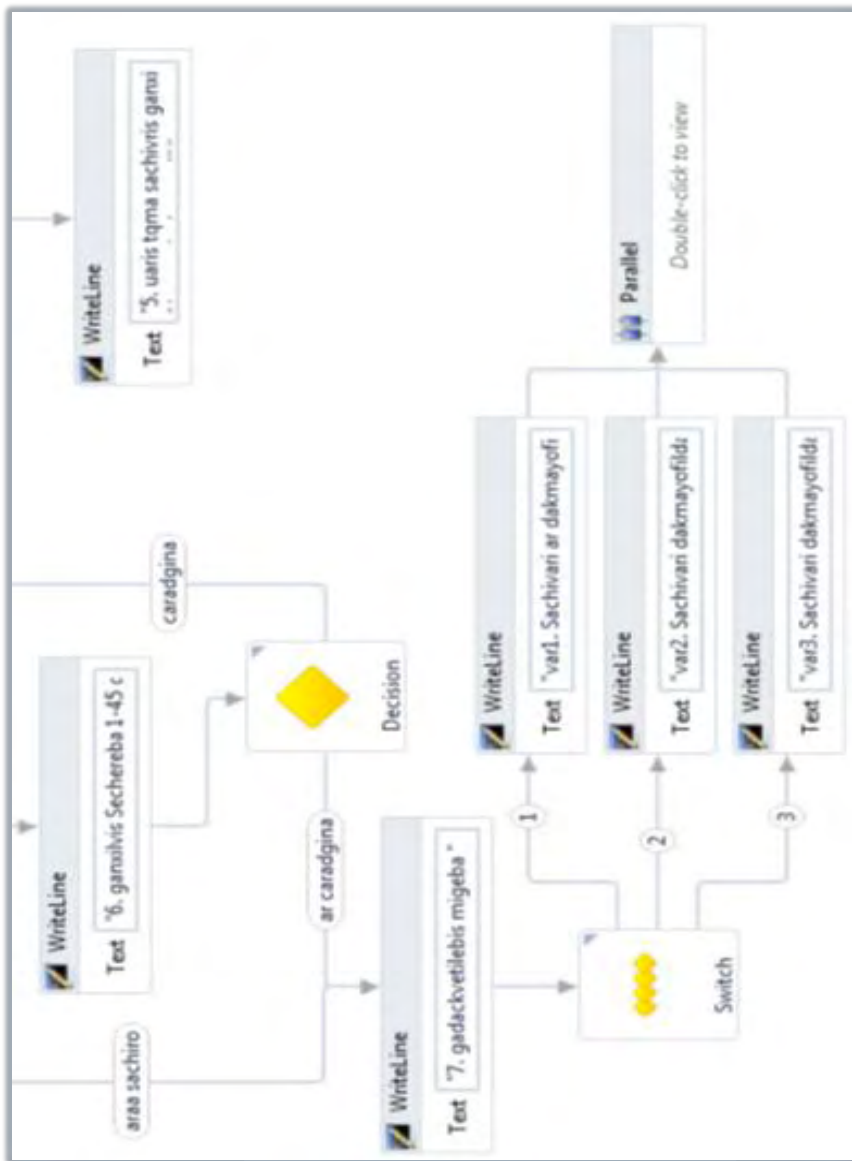 WriteLine
Text "5. uaris tqma sachivris ganxi
WriteLine
Text "6. ganxilvis Sechereba 1-45 c
caradgina
Decision
araa sachiro
ar caradgina
WriteLine
Text "7. gadackvetilebis migeba "
Switch
1
2
3
WriteLine
Text "var1. Sachivari ar dakmayofi
WriteLine
Text "var2. Sachivari dakmayofilda
WriteLine
Text "var3. Sachivari dakmayofilda
Parallel
Double-click to view